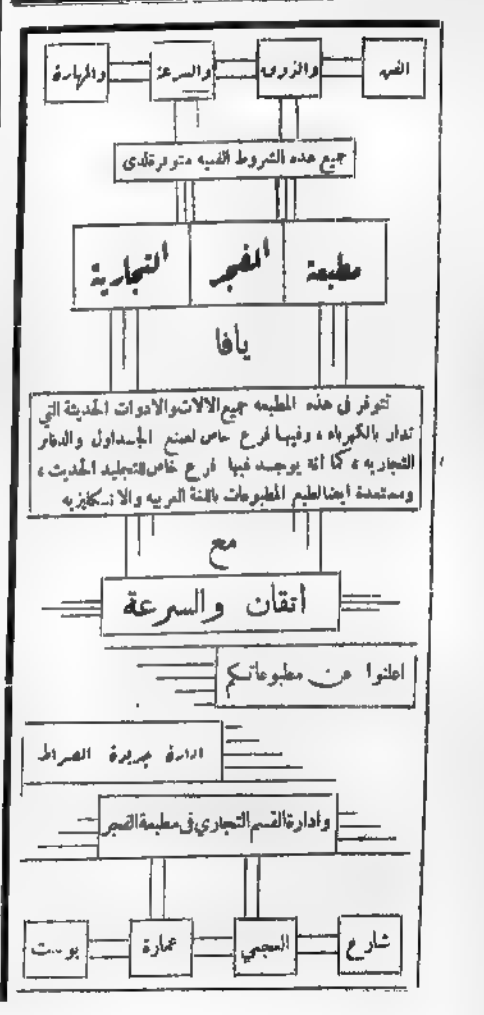 الفن والذوق والسرعة والمهارة
جميع هذه الشروط الفنيه متوفرة لدى
مطبعة الفجر التجارية
يافا
تتوفر في هذه المطبعه جميع الالات والادوات الحديثة التي
تدار بالكهرباء ، وفيها فرع خاص لصنع الجداول والدفاتر
التجاريه ، كما انه يوجد فيها فرع خاص للتجليد الحديث ،
ومستعدة ايضا لطبع المطبوعات باللغة العربيه والانكليزيه
مع
اتقان والسرعة
اعلنوا عن مطبوعاتكم
ادارة جريدة الصراط
وادارة القسم التجاري في مطبعة الفجر
شارع العجمي عمارة بوست